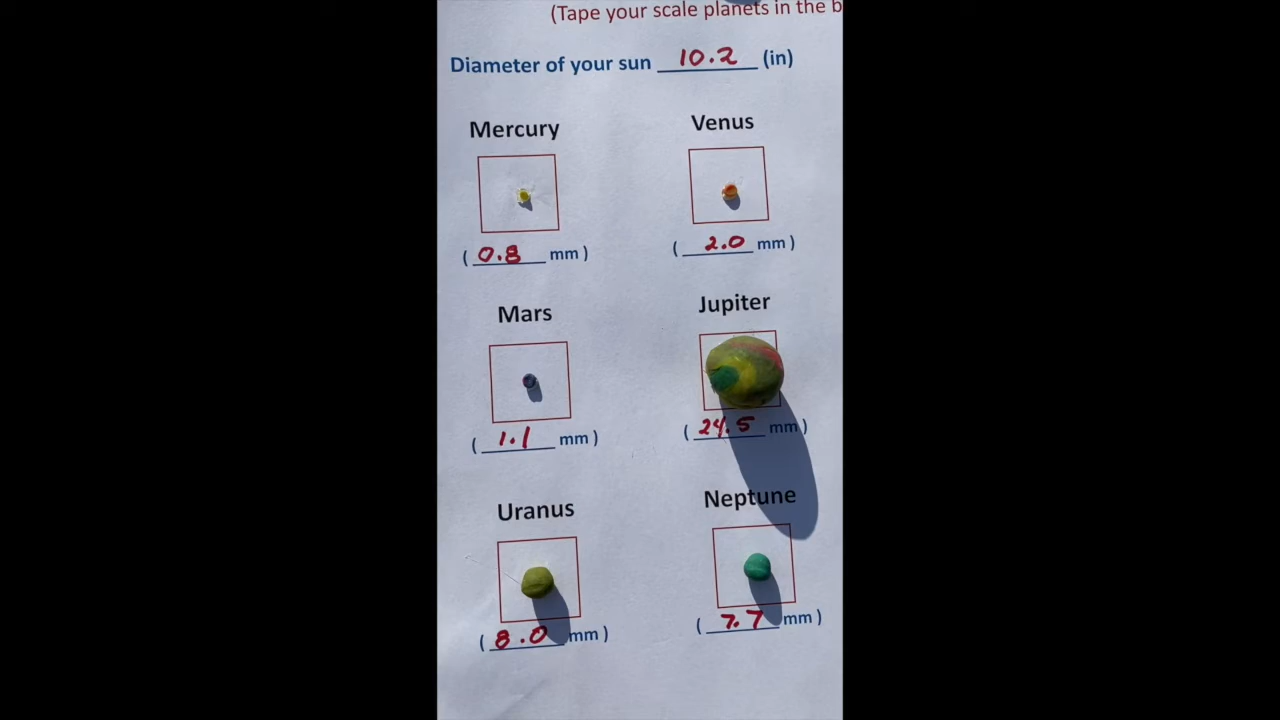 (Tape your scale planets in the b
Diameter of your sun 10.2 (in)
Mercury Venus
( 0.8 mm ) ( 2.0 mm )
Mars Jupiter
( 1.1 mm ) ( 24.5 mm )
Uranus Neptune
( 8.0 mm ) ( 7.7 mm )